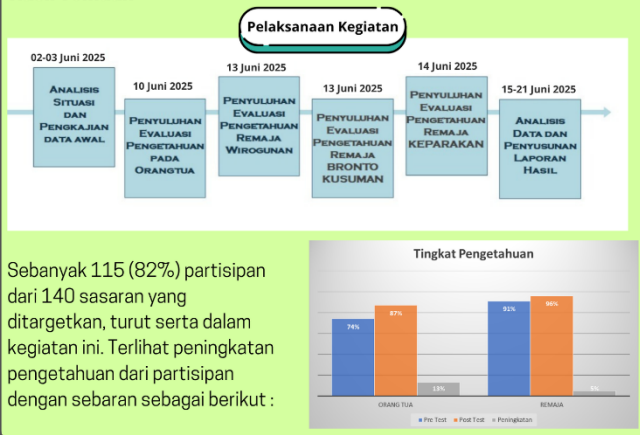 Pelaksanaan Kegiatan
02-03 Juni 2025
ANALISIS
SITUASI
DAN
PENGKAJIAN
DATA AWAL
10 Juni 2025
PENYULUHAN
EVALUASI
PENGETAHUAN
PADA
ORANGTUA
13 Juni 2025
PENYULUHAN
EVALUASI
PENGETAHUAN
REMAJA
WIROGUNAN
13 Juni 2025
PENYULUHAN
EVALUASI
PENGETAHUAN
REMAJA
BRONTO
KUSUMAN
14 Juni 2025
PENYULUHAN
EVALUASI
PENGETAHUAN
REMAJA
KEPARAKAN
15-21 Juni 2025
ANALISIS
DATA DAN
PENYUSUNAN
LAPORAN
HASIL
Sebanyak 115 (82%) partisipan
dari 140 sasaran yang
ditargetkan, turut serta dalam
kegiatan ini. Terlihat peningkatan
pengetahuan dari partisipan
dengan sebaran sebagai berikut :
Tingkat Pengetahuan
74% 87% 13% 91% 96% 5%
ORANG TUA REMAJA
Pre Test Post Test Peningkatan